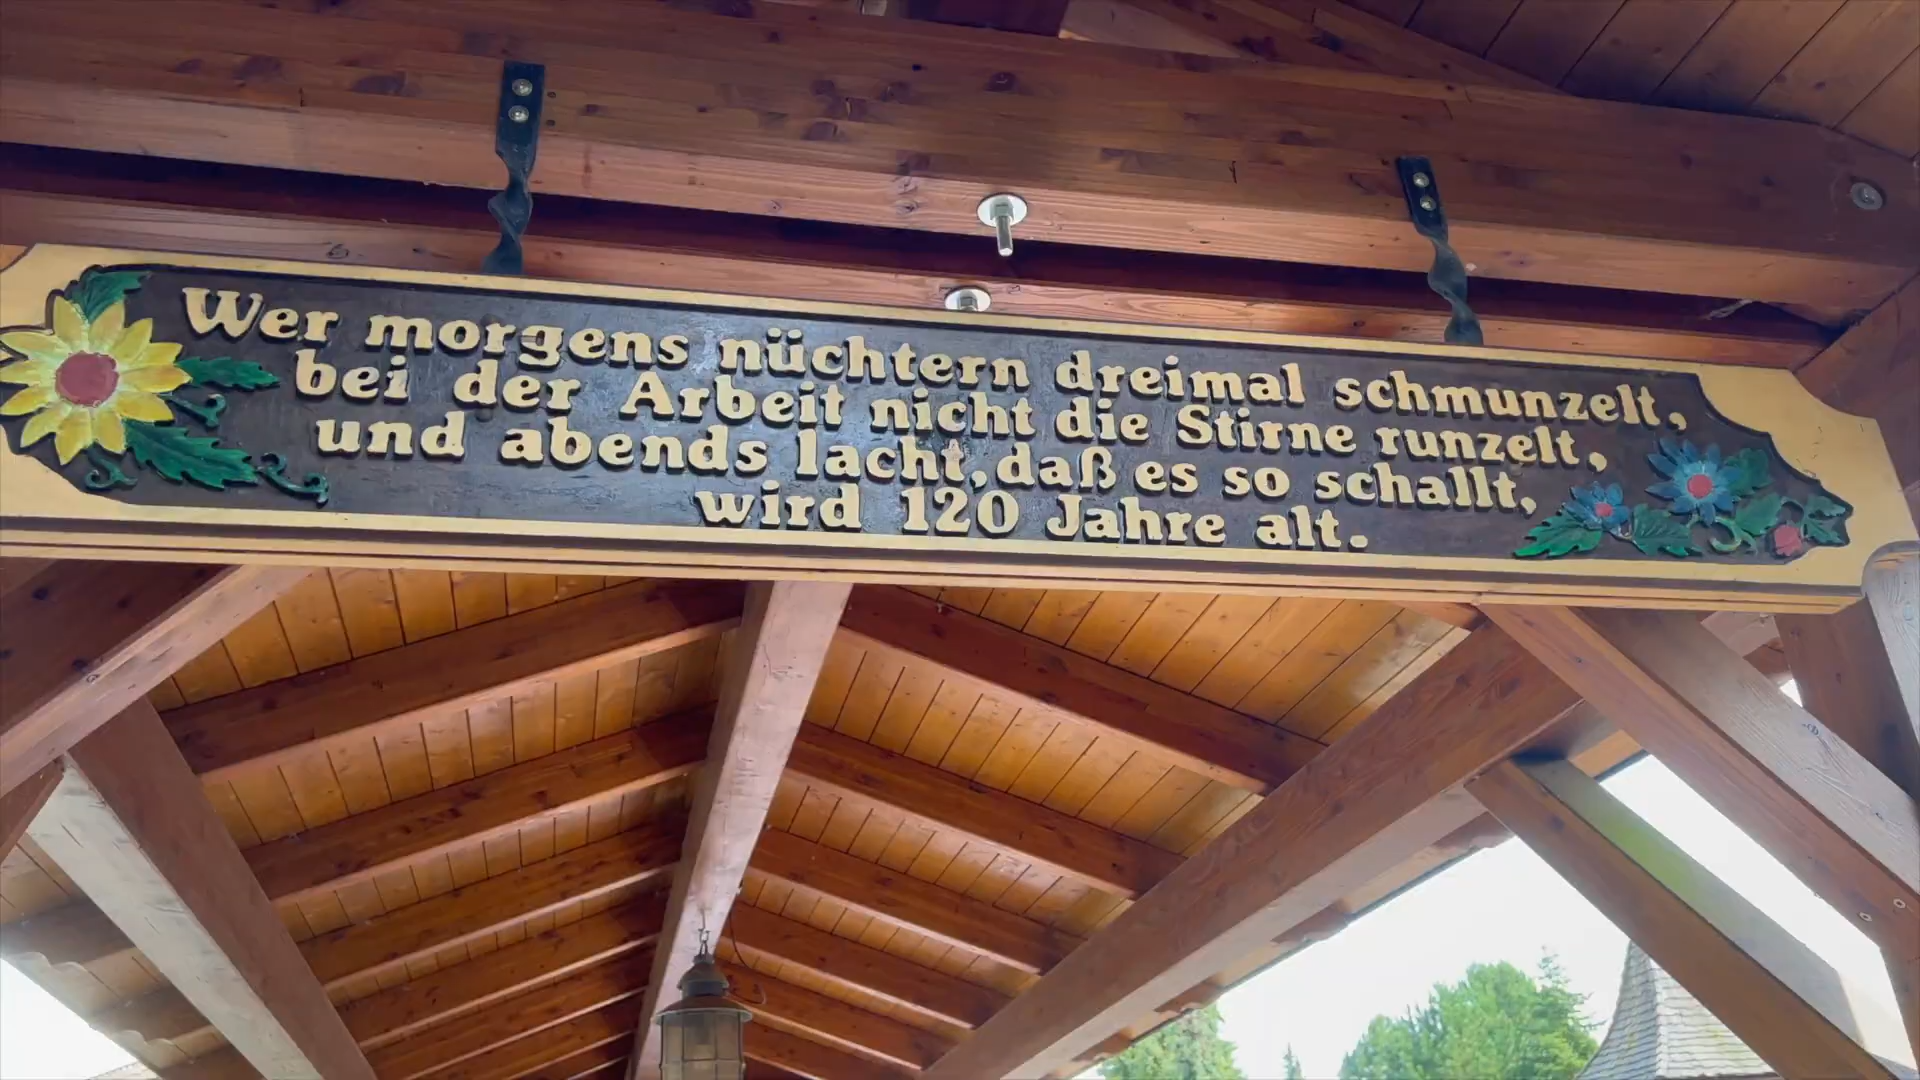 Wer morgens nüchtern dreimal schmunzelt,
bei der Arbeit nicht die Stirne runzelt,
und abends lacht, daß es so schallt,
wird 120 Jahre alt.